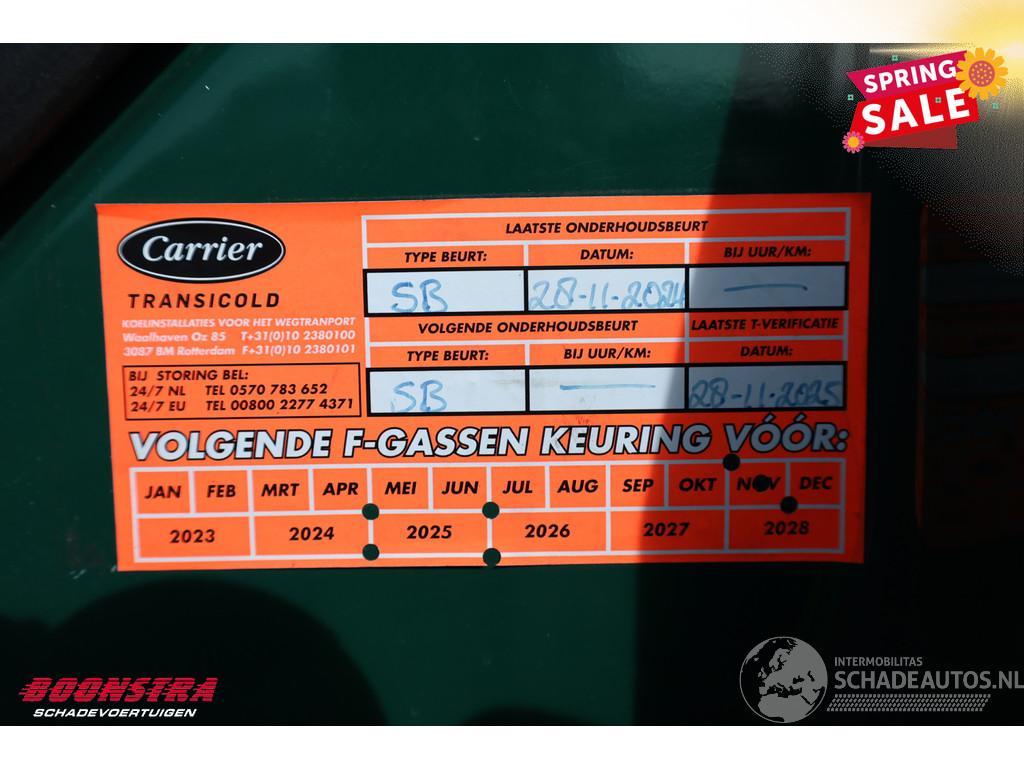 SPRING
SALE
Carrier
TRANSICOLD
KOELINSTALLATIES VOOR HET WEGTRANPORT
Waalhaven Oz 85 T+31(0)10 2380100
3087 BM Rotterdam F+31(0)10 2380101
BIJ STORING BEL:
24/7 NL TEL 0570 783 652
24/7 EU TEL 00800 2277 4371
LAATSTE ONDERHOUDSBEURT
TYPE BEURT: DATUM: BIJ UUR/KM:
SB 28-11-2024 —
VOLGENDE ONDERHOUDSBEURT LAATSTE T-VERIFICATIE
TYPE BEURT: BIJ UUR/KM: DATUM:
SB — 28-11-2025
VOLGENDE F-GASSEN KEURING VÓÓR:
JAN FEB MRT APR MEI JUN JUL AUG SEP OKT NOV DEC
2023 2024 2025 2026 2027 2028
BOONSTRA
SCHADEVOERTUIGEN
INTERMOBILITAS
SCHADEAUTOS.NL